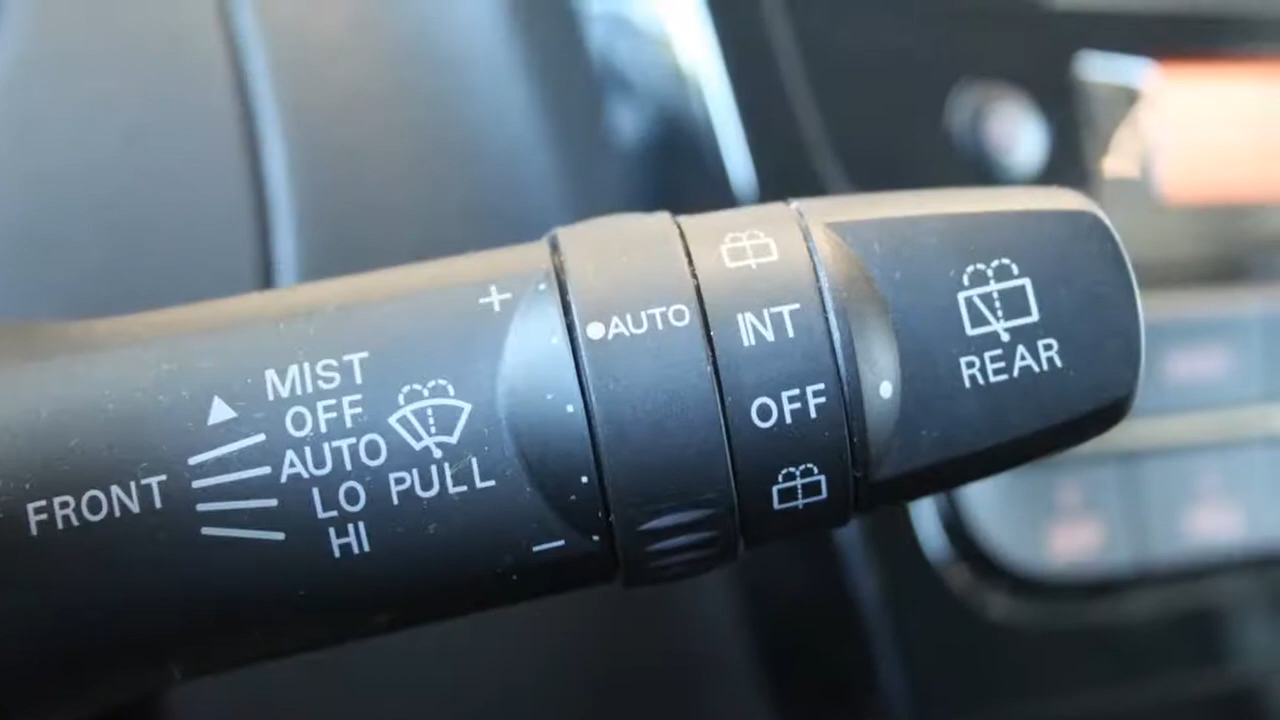 FRONT
MIST
OFF
AUTO
LO
HI
PULL
+
−
●AUTO
INT
OFF
REAR